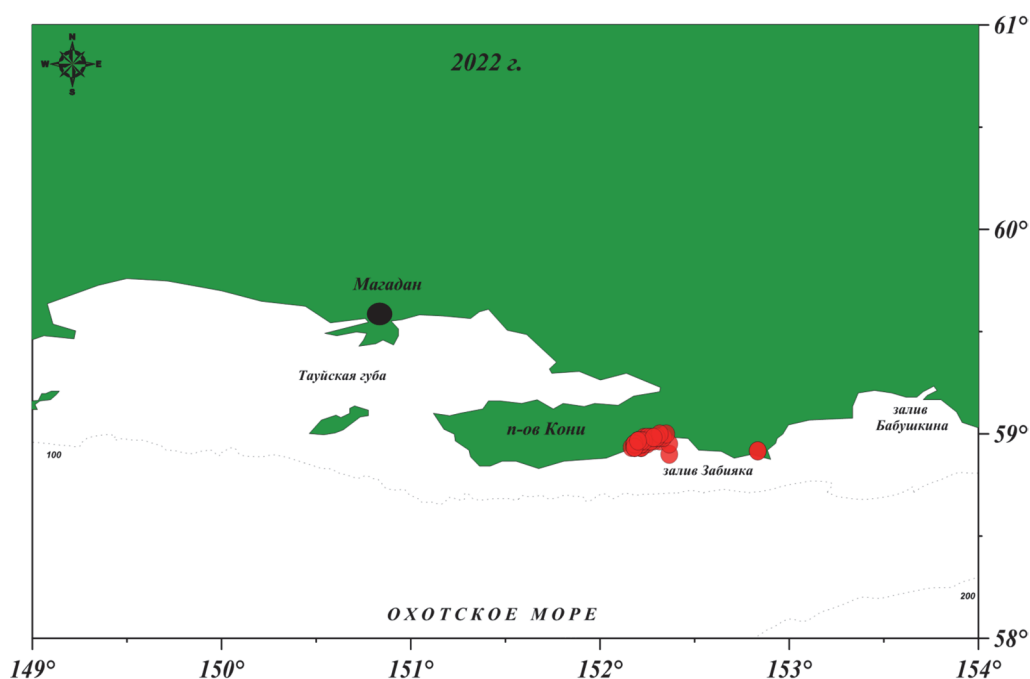 61°
N
W E
S
2022 г.
60°
Магадан
Тауйская губа
залив
Бабушкина
п-ов Кони
59°
100
залив Забияка
200
ОХОТСКОЕ МОРЕ
58°
149° 150° 151° 152° 153° 154°